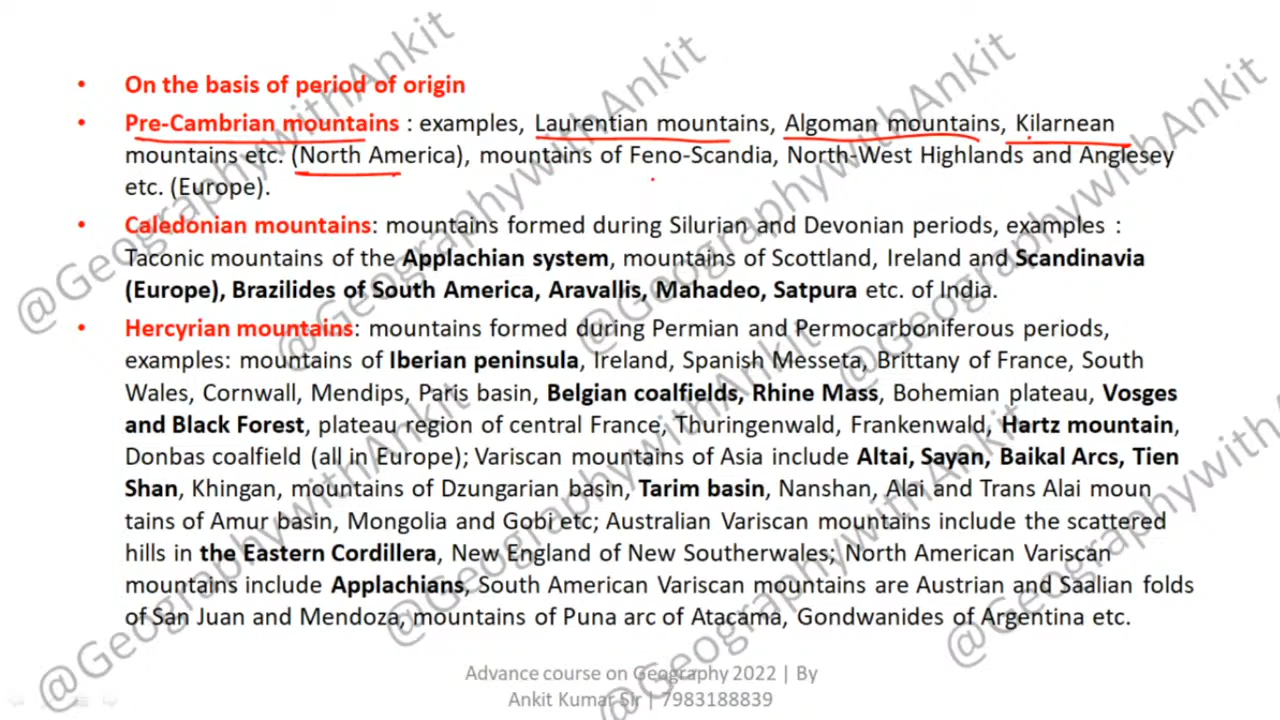 • On the basis of period of origin
• Pre-Cambrian mountains : examples, Laurentian mountains, Algoman mountains, Kilarnean
mountains etc. (North America), mountains of Feno-Scandia, North-West Highlands and Anglesey
etc. (Europe).
• Caledonian mountains: mountains formed during Silurian and Devonian periods, examples :
Taconic mountains of the Applachian system, mountains of Scottland, Ireland and Scandinavia
(Europe), Brazilides of South America, Aravallis, Mahadeo, Satpura etc. of India.
• Hercyrian mountains: mountains formed during Permian and Permocarboniferous periods,
examples: mountains of Iberian peninsula, Ireland, Spanish Messeta, Brittany of France, South
Wales, Cornwall, Mendips, Paris basin, Belgian coalfields, Rhine Mass, Bohemian plateau, Vosges
and Black Forest, plateau region of central France, Thuringenwald, Frankenwald, Hartz mountain,
Donbas coalfield (all in Europe); Variscan mountains of Asia include Altai, Sayan, Baikal Arcs, Tien
Shan, Khingan, mountains of Dzungarian basin, Tarim basin, Nanshan, Alai and Trans Alai moun
tains of Amur basin, Mongolia and Gobi etc; Australian Variscan mountains include the scattered
hills in the Eastern Cordillera, New England of New Southerwales; North American Variscan
mountains include Applachians, South American Variscan mountains are Austrian and Saalian folds
of San Juan and Mendoza, mountains of Puna arc of Atacama, Gondwanides of Argentina etc.
Advance course on Geography 2022 | By
Ankit Kumar Sir | 7983188839
@GeographywithAnkit
@GeographywithAnkit
@GeographywithAnkit
@GeographywithAnkit
@GeographywithAnkit
@GeographywithAnkit
@GeographywithAnkit
@Geographywith